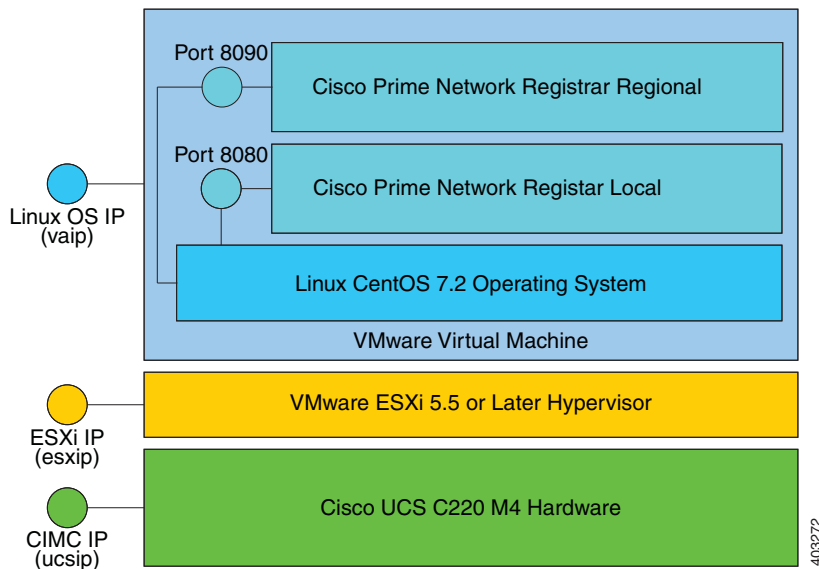 Port 8090
Cisco Prime Network Registrar Regional
Port 8080
Cisco Prime Network Registar Local
Linux OS IP
(vaip)
Linux CentOS 7.2 Operating System
VMware Virtual Machine
VMware ESXi 5.5 or Later Hypervisor
ESXi IP
(esxip)
Cisco UCS C220 M4 Hardware
CIMC IP
(ucsip)
403272